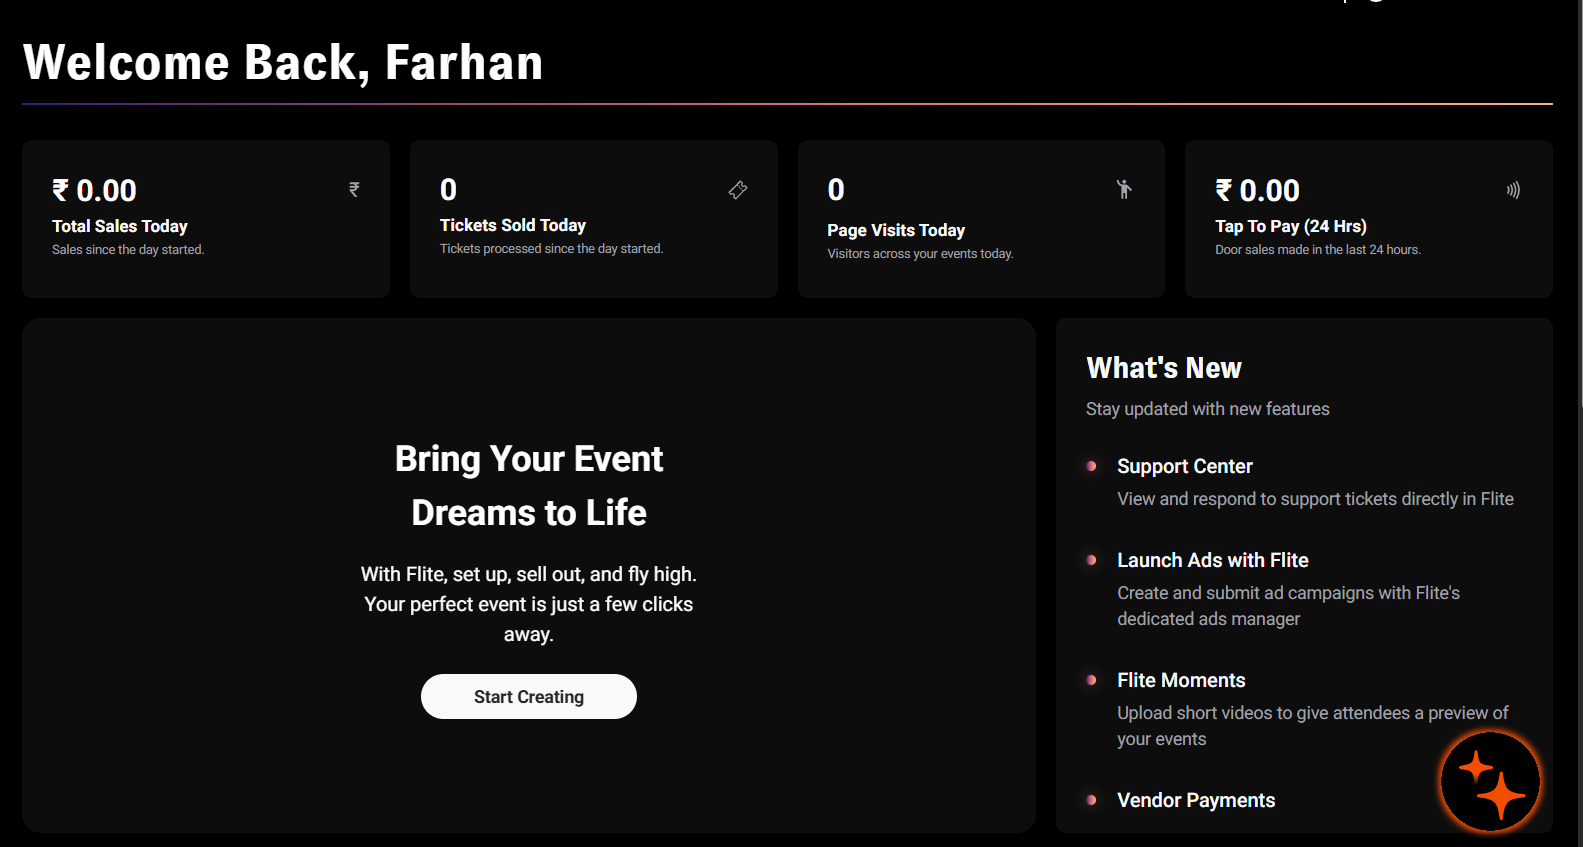 Welcome Back, Farhan
₹ 0.00
₹
Total Sales Today
Sales since the day started.
0
Tickets Sold Today
Tickets processed since the day started.
0
Page Visits Today
Visitors across your events today.
₹ 0.00
Tap To Pay (24 Hrs)
Door sales made in the last 24 hours.
Bring Your Event
Dreams to Life
With Flite, set up, sell out, and fly high.
Your perfect event is just a few clicks
away.
Start Creating
What's New
Stay updated with new features
Support Center
View and respond to support tickets directly in Flite
Launch Ads with Flite
Create and submit ad campaigns with Flite's
dedicated ads manager
Flite Moments
Upload short videos to give attendees a preview of
your events
Vendor Payments